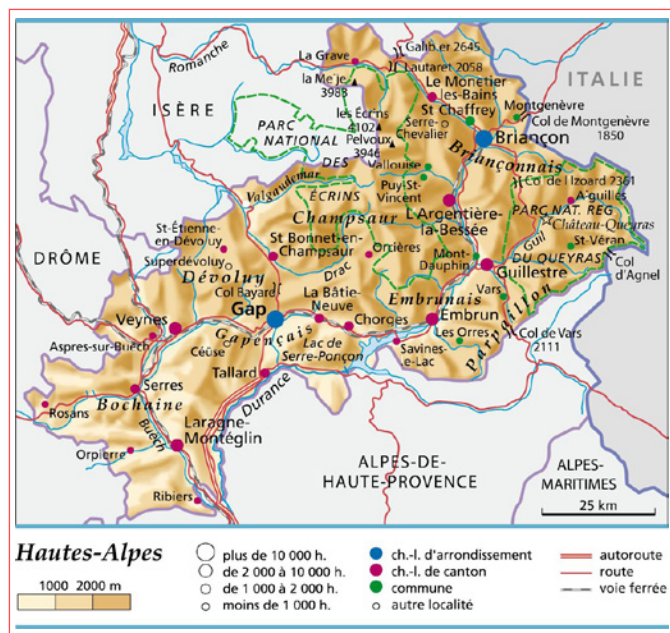 Romanche
La Grave
Galibier 2645
Lautaret 2058
la Meije
3983
Le Monêtier
les-Bains
ITALIE
ISÈRE
les Écrins
4102
St Chaffrey
Montgenèvre
PARC
NATIONAL
Pelvoux
3946
Serre-
Chevalier
Col de Montgenèvre
1850
Briançon
DES
Vallouise
Briançonnais
Valgaudemar
ÉCRINS
Puy-St-
Vincent
Col de l'Izoard 2361
Aiguilles
Champsaur
L'Argentière-
la-Bessée
PARC NAT. RÉG
Château-Queyras
St-Étienne-
en-Dévoluy
St Bonnet-en-
Champsaur
Orcières
Guil
St-Véran
DRÔME
Superdévoluy
Drac
Mont-
Dauphin
DU QUEYRAS
Guillestre
Col
d'Agnel
Dévoluy
Col Bayard
La Bâtie-
Neuve
Embrunais
Vars
Gap
Veynes
Chorges
Embrun
Parpaillon
Aspres-sur-Buëch
Gapençais
Céüse
Lac de
Serre-Ponçon
Les Orres
Col de Vars
2111
Savines-
le-Lac
Tallard
Serres
Durance
Rosans
Bochaine
Buëch
Laragne-
Montéglin
Orpierre
ALPES-DE-
HAUTE-PROVENCE
ALPES-
MARITIMES
Ribiers
25 km
Hautes-Alpes
1000 2000 m
plus de 10 000 h.
de 2 000 à 10 000 h.
de 1 000 à 2 000 h.
moins de 1 000 h.
ch.-l. d'arrondissement
ch.-l. de canton
commune
autre localité
autoroute
route
voie ferrée